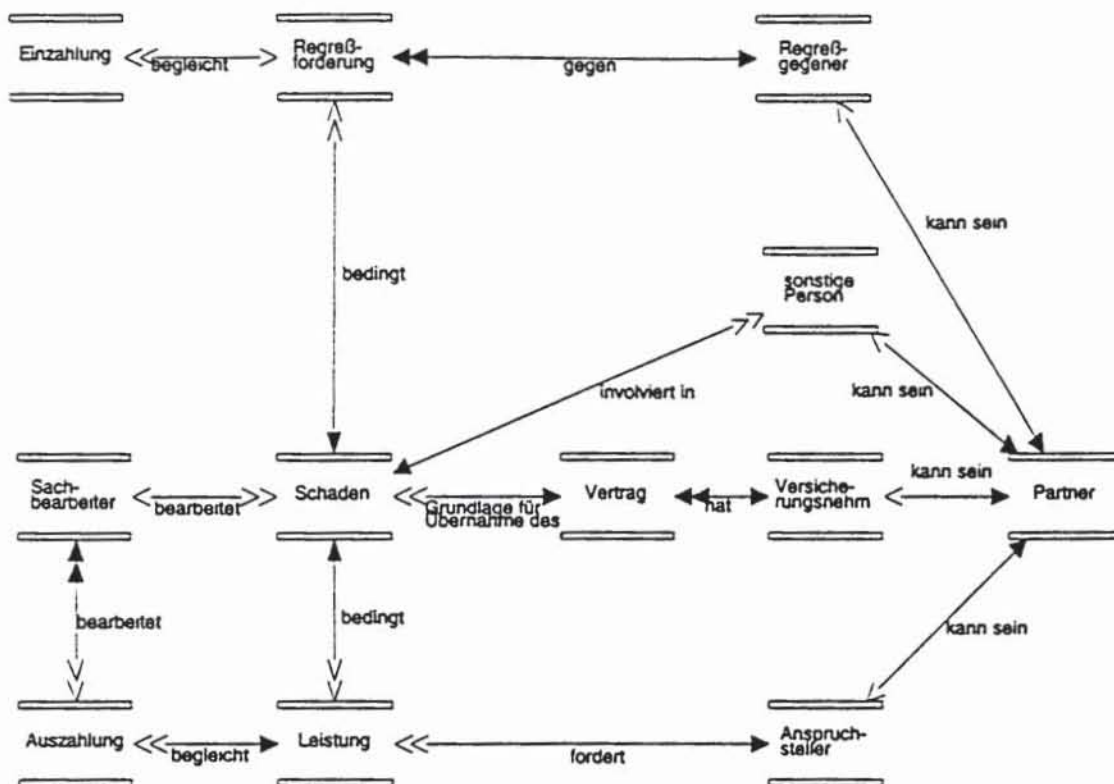 Einzahlung
begleicht
Regreß-
forderung
gegen
Regreß-
gegener
kann sein
bedingt
sonstige
Person
involviert in
kann sein
Sach-
bearbeiter
bearbeitet
Schaden
Grundlage für
Übernahme des
Vertrag
hat
Versiche-
rungsnehm
kann sein
Partner
bearbeitet
bedingt
kann sein
Auszahlung
begleicht
Leistung
fordert
Anspruch-
steller